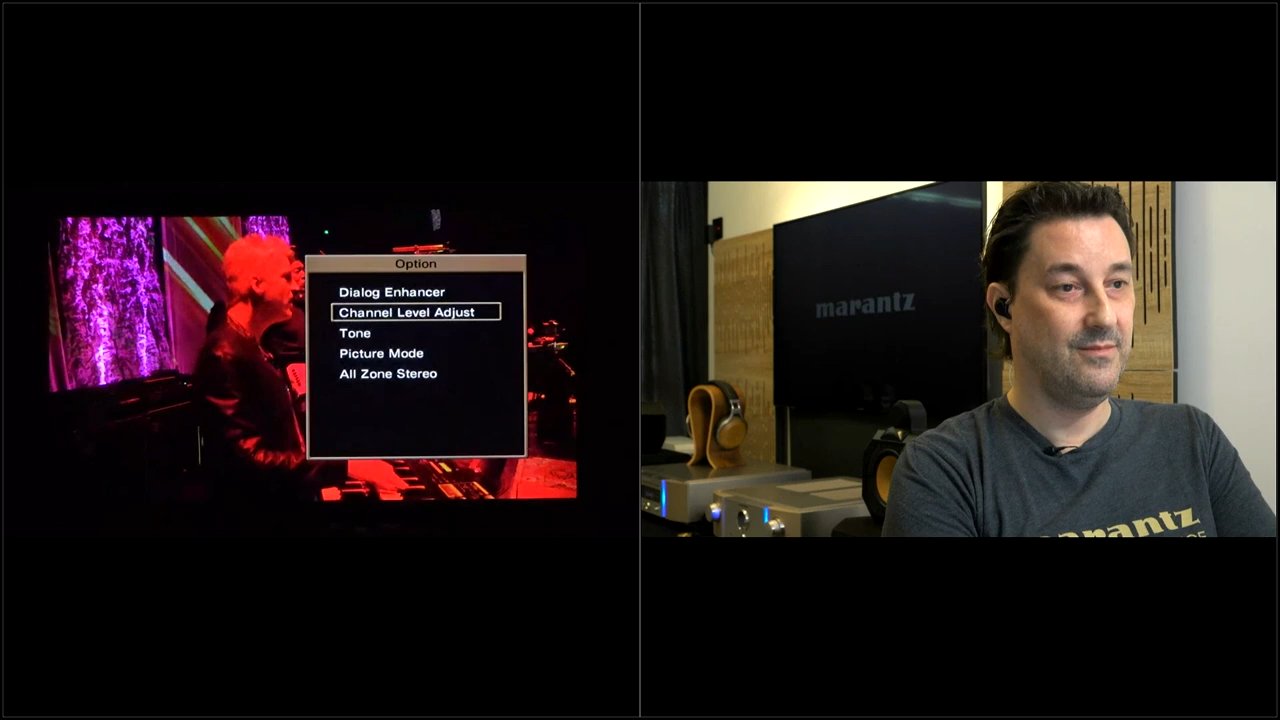 Option
Dialog Enhancer
Channel Level Adjust
Tone
Picture Mode
All Zone Stereo
marantz
marantz